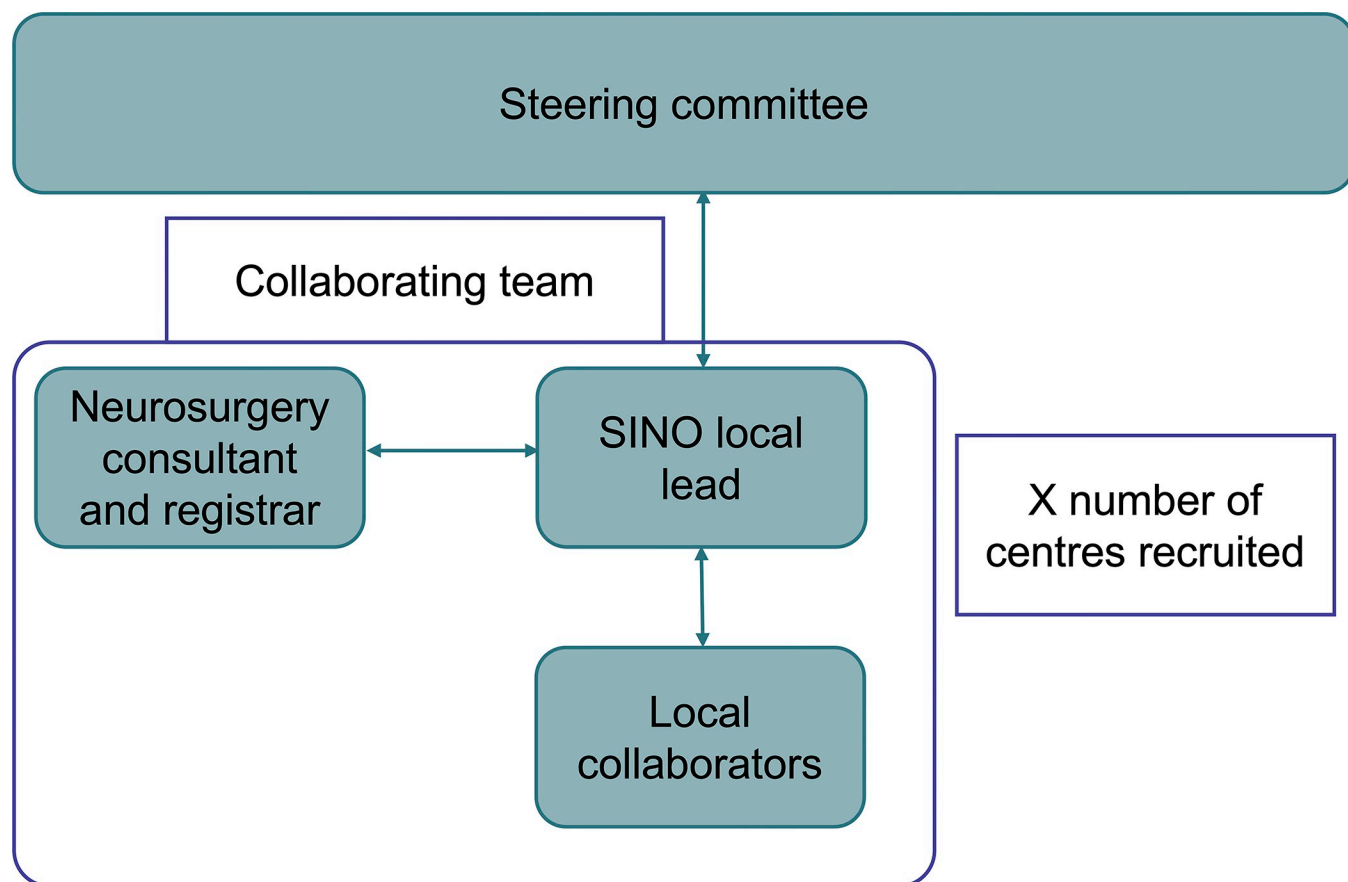 Steering committee
Collaborating team
Neurosurgery
consultant
and registrar
SINO local
lead
X number of
centres recruited
Local
collaborators